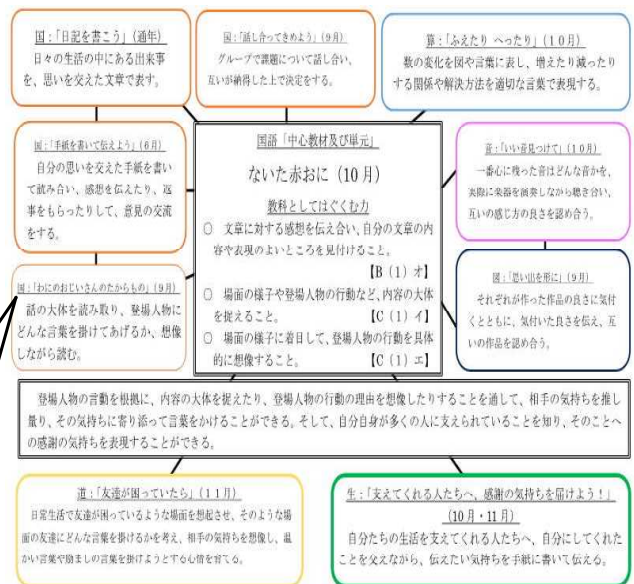 国：「日記を書こう」（通年）
日々の生活の中にある出来事
を、思いを交えた文章で表す。
国：「話し合ってきめよう」（９月）
グループで課題について話し合い、
互いが納得した上で決定をする。
算：「ふえたり へったり」（１０月）
数の変化を図や言葉に表し、増えたり減ったり
する関係や解決方法を適切な言葉で表現する。
国：「手紙を書いて伝えよう」（６月）
自分の思いを交えた手紙を書い
て読み合い、感想を伝えたり、返
事をもらったりして、意見の交流
をする。
国語「中心教材及び単元」
ないた赤おに（10月）
教科としてはぐくむ力
○ 文章に対する感想を伝え合い、自分の文章の内
容や表現のよいところを見付けること。
【Ｂ（１）オ】
○ 場面の様子や登場人物の行動など、内容の大体
を捉えること。 【Ｃ（１）イ】
○ 場面の様子に着目して、登場人物の行動を具体
的に想像すること。 【Ｃ（１）エ】
音：「いい音見つけて」（１０月）
一番心に残った音はどんな音かを、
実際に楽器を演奏しながら聴き合い、
互いの感じ方の良さを認め合う。
国：「わにのおじいさんのたからもの」（９月）
話の大体を読み取り、登場人物に
どんな言葉を掛けてあげるか、想像
しながら読む。
図：「思い出を形に」（９月）
それぞれが作った作品の良さに気付
くとともに、気付いた良さを伝え、互
いの作品を認め合う。
登場人物の言動を根拠に、内容の大体を捉えたり、登場人物の行動の理由を想像したりすることを通して、相手の気持ちを推し
量り、その気持ちに寄り添って言葉をかけることができる。そして、自分自身が多くの人に支えられていることを知り、そのことへ
の感謝の気持ちを表現することができる。
道：「友達が困っていたら」（１１月）
日常生活で友達が困っているような場面を想起させ、そのような場
面の友達にどんな言葉を掛けるかを考え、相手の気持ちを想像し、温
かい言葉や励ましの言葉を掛けようとする心情を育てる。
生：「支えてくれる人たちへ、感謝の気持ちを届けよう！」
（10月・11月）
自分たちの生活を支えてくれる人たちへ、自分にしてくれた
ことを交えながら、伝えたい気持ちを手紙に書いて伝える。